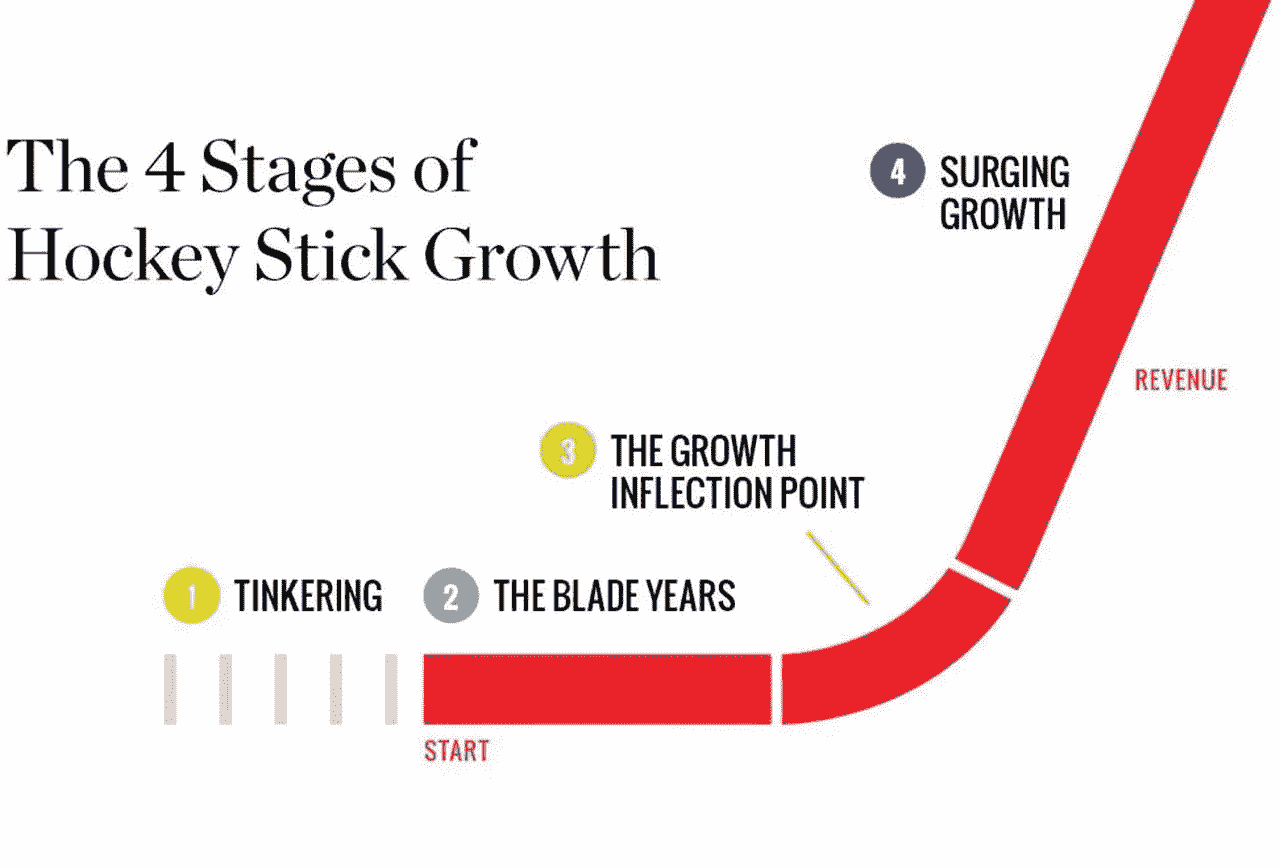 The 4 Stages of
Hockey Stick Growth
4 SURGING
GROWTH
REVENUE
3 THE GROWTH
INFLECTION POINT
1 TINKERING
2 THE BLADE YEARS
START